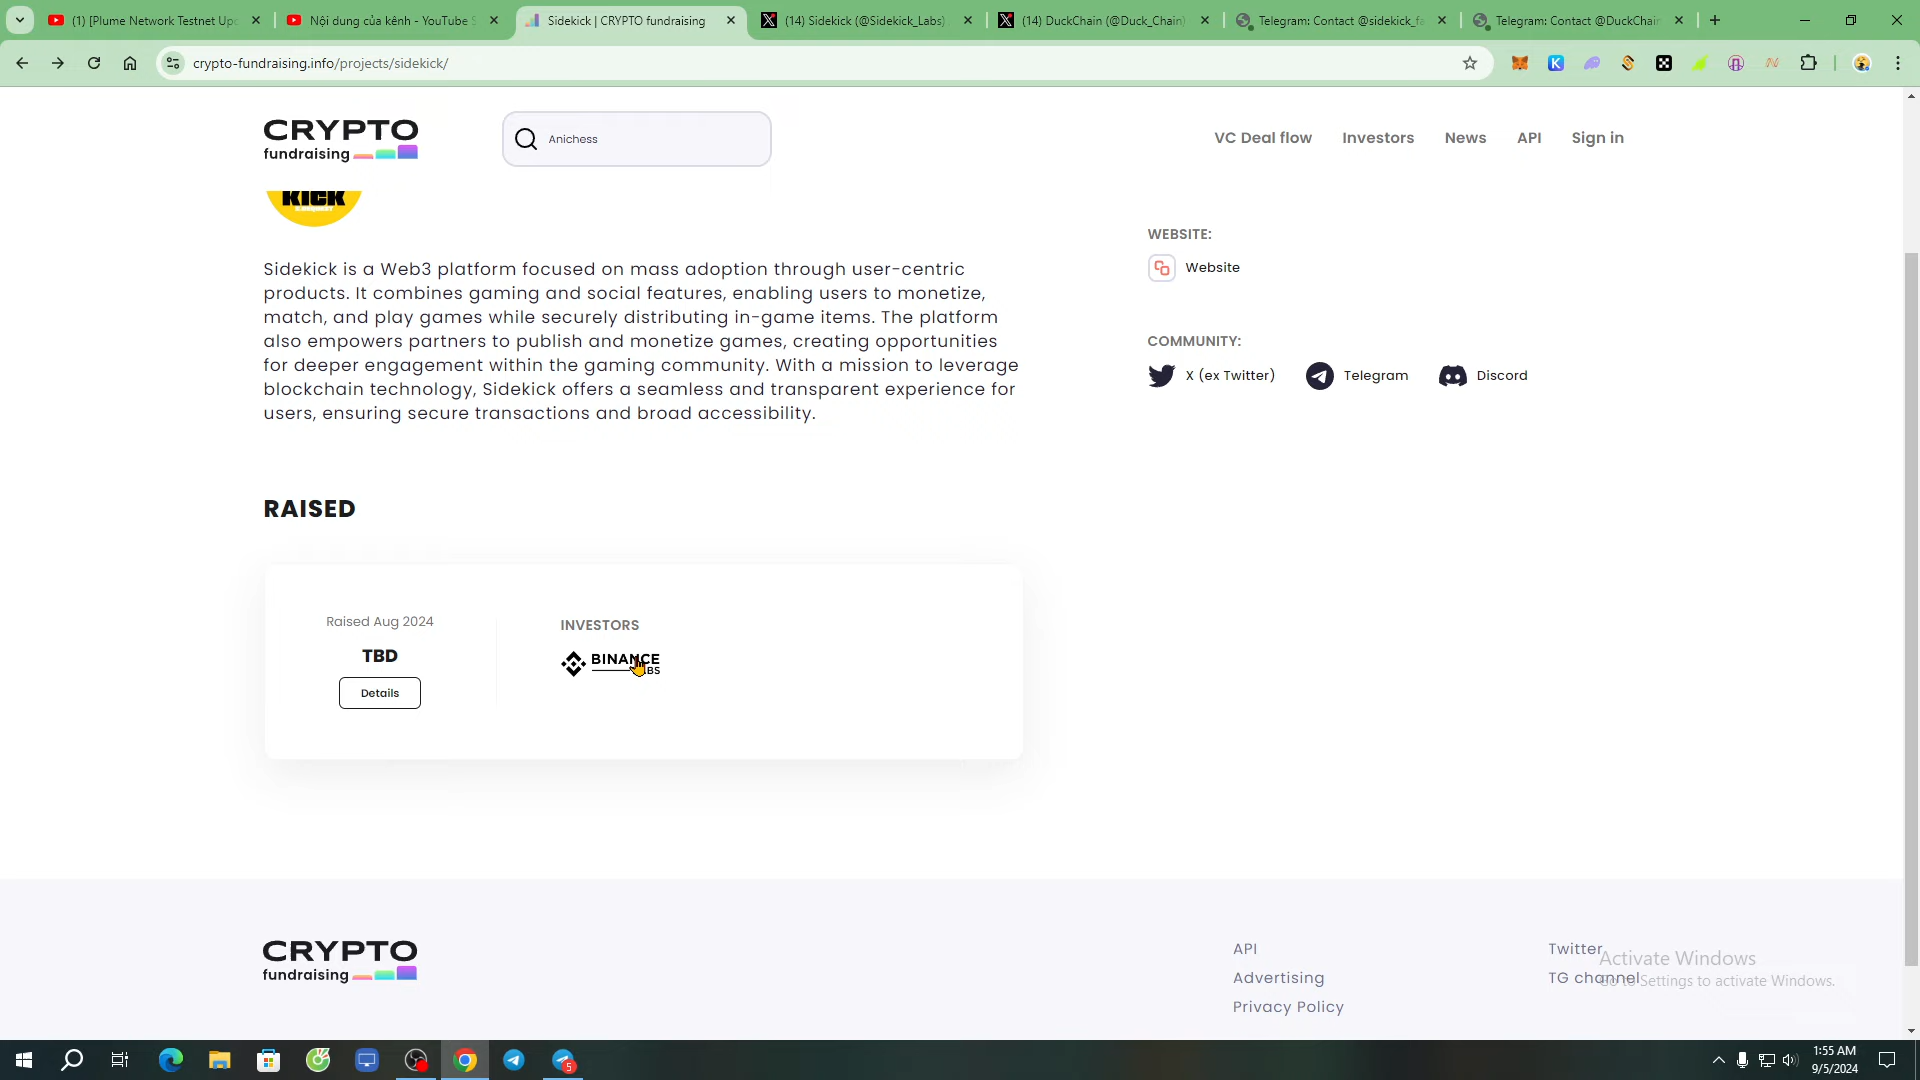 (1) [Plume Network Testnet Upd
Nội dung của kênh - YouTube S
Sidekick | CRYPTO fundraising
(14) Sidekick (@Sidekick_Labs)
(14) DuckChain (@Duck_Chain)
Telegram: Contact @sidekick_fa
Telegram: Contact @DuckChain
crypto-fundraising.info/projects/sidekick/
CRYPTO
fundraising
Anichess
VC Deal flow
Investors
News
API
Sign in
KICK
Sidekick is a Web3 platform focused on mass adoption through user-centric
products. It combines gaming and social features, enabling users to monetize,
match, and play games while securely distributing in-game items. The platform
also empowers partners to publish and monetize games, creating opportunities
for deeper engagement within the gaming community. With a mission to leverage
blockchain technology, Sidekick offers a seamless and transparent experience for
users, ensuring secure transactions and broad accessibility.
WEBSITE:
Website
COMMUNITY:
X (ex Twitter)
Telegram
Discord
RAISED
Raised Aug 2024
TBD
Details
INVESTORS
BINANCE
CRYPTO
fundraising
API
Advertising
Privacy Policy
Twitter
TG channel
Activate Windows
Go to Settings to activate Windows.
5
1:55 AM
9/5/2024